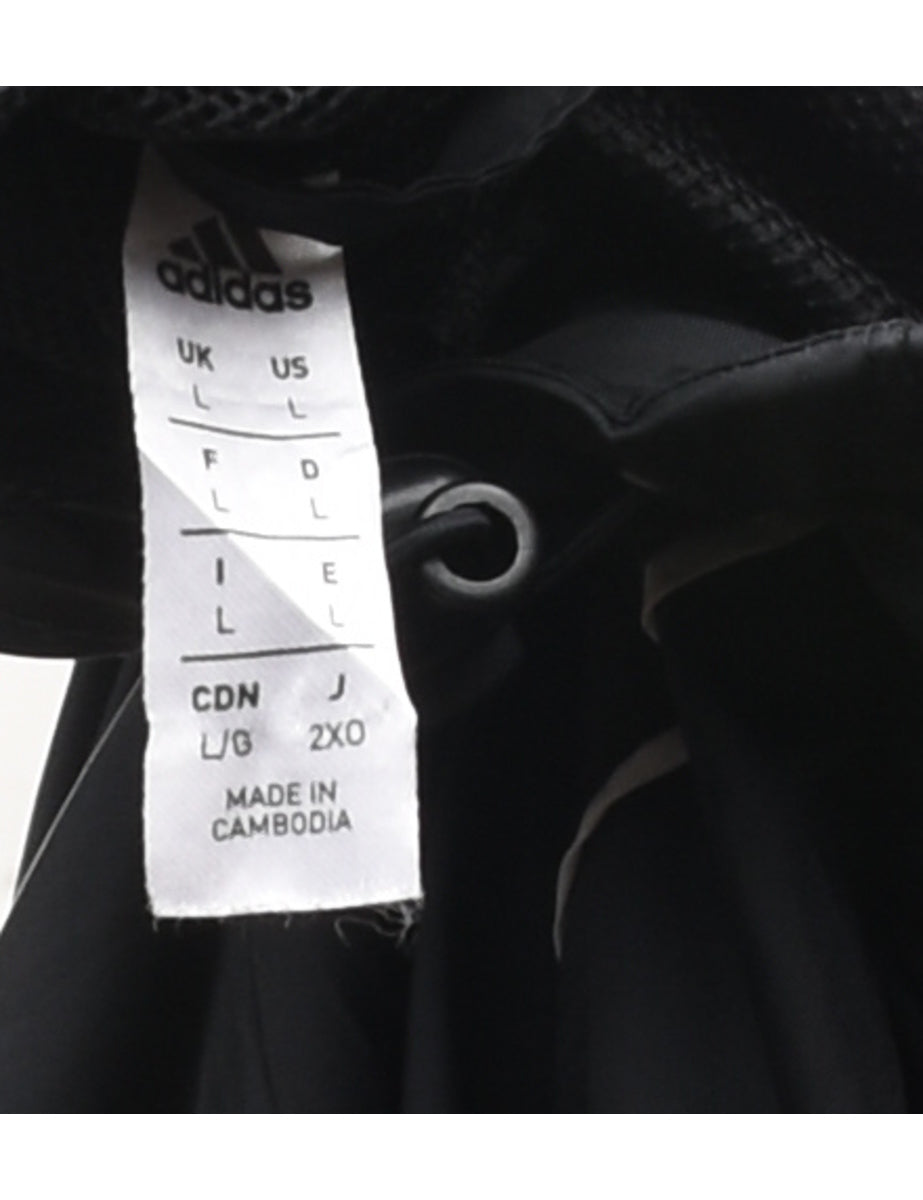 adidas
UK US
L L
F D
L L
I E
L L
CDN J
L/G 2XO
MADE IN
CAMBODIA